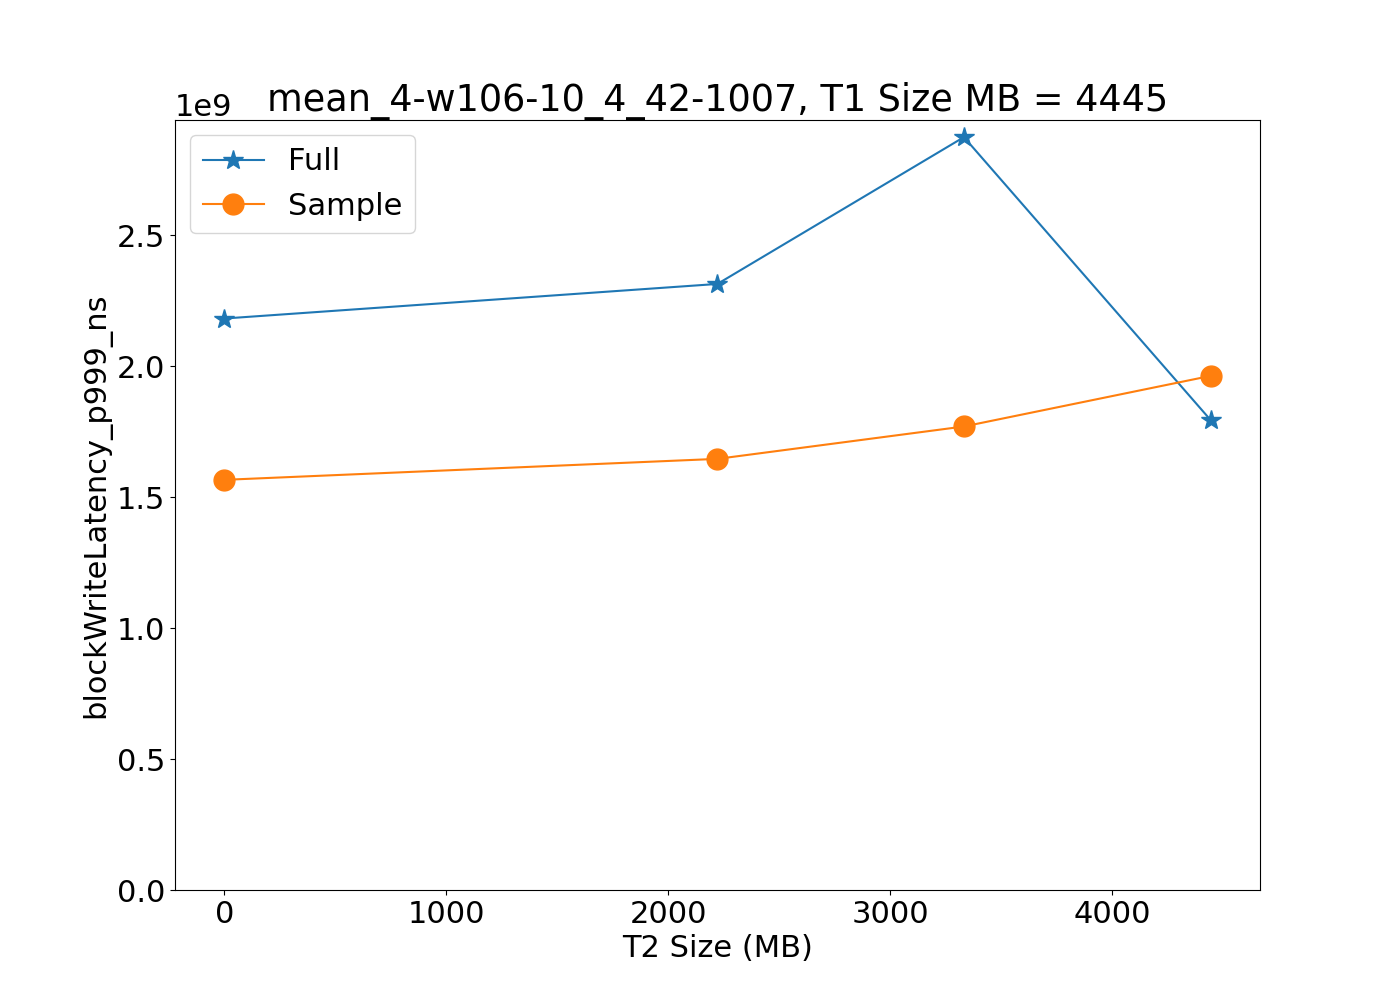 1e9
mean_4-w106-10_4_42-1007, T1 Size MB = 4445
Full
Sample
blockWriteLatency_p999_ns
2.5
2.0
1.5
1.0
0.5
0.0
0 1000 2000 3000 4000
T2 Size (MB)